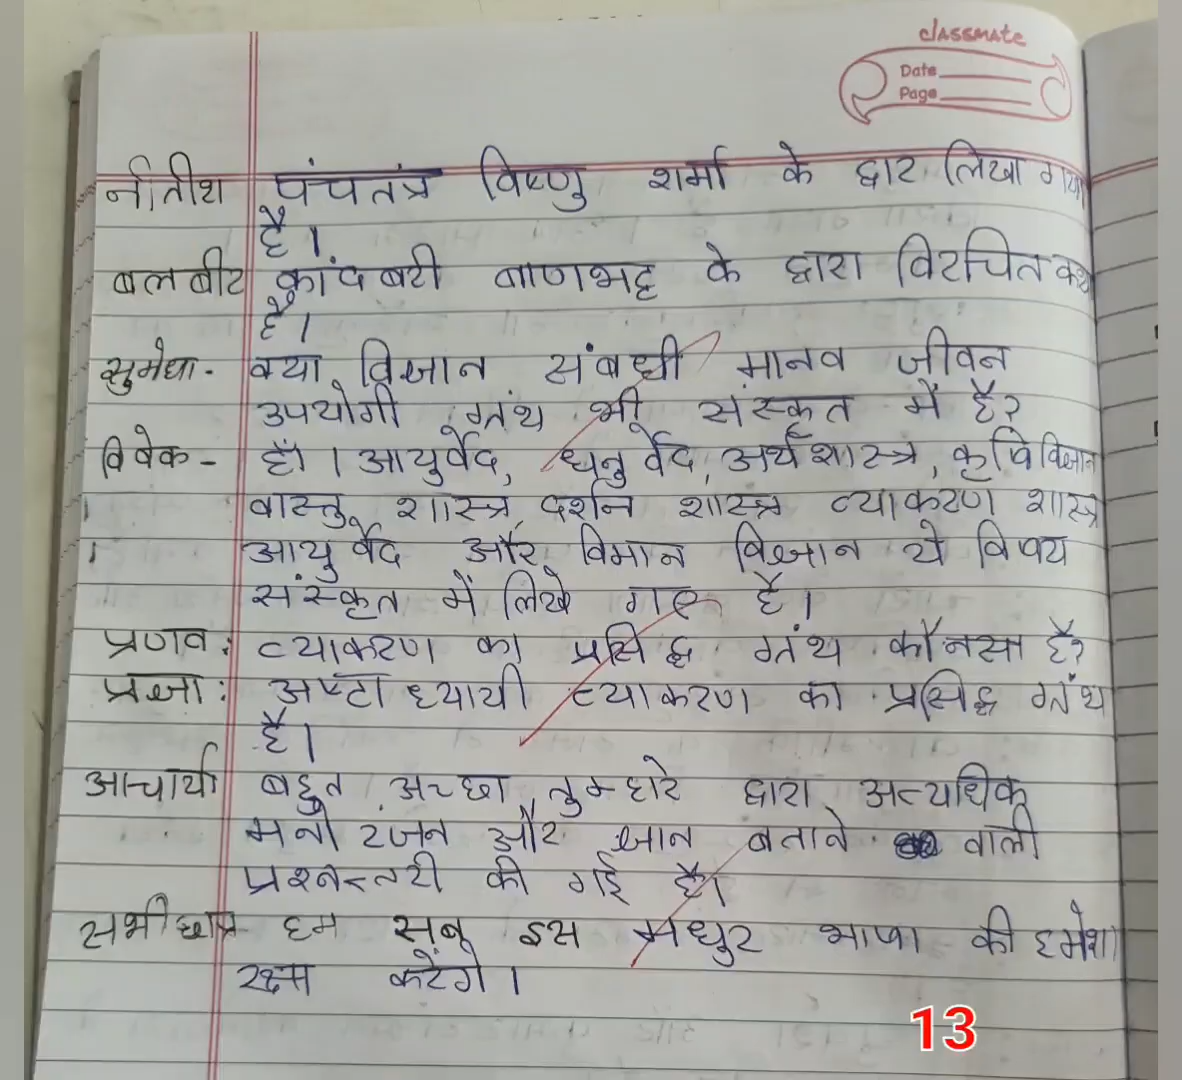 classmate
Date
Page
नीतीश पंचतंत्र विष्णु शर्मा के द्वारा लिखा गया
है।
बलबीर कांदबरी बाणभट्ट के द्वारा विरचित कथा
है।
सुमेधा- क्या विज्ञान संबधी मानव जीवन
उपयोगी ग्रंथ भी संस्कृत में है?
विवेक- हाँ। आयुर्वेद, धनुर्वेद, अर्थशास्त्र, कृषि विज्ञान
वास्तु शास्त्र, दर्शन शास्त्र व्याकरण शास्त्र
आयुर्वेद और विमान विज्ञान ये विषय
संस्कृत में लिखे गए है।
प्रणव: व्याकरण का प्रसिद्ध ग्रंथ कौनसा है?
प्रज्ञा: अष्टाध्यायी व्याकरण का प्रसिद्ध ग्रंथ
है।
आचार्या बहुत अच्छा तुम्हारे द्वारा अत्यधिक
मनोरंजन और ज्ञान बताने वाली
प्रश्नोत्तरी की गई है।
सभी छात्र- हम सब इस मधुर भाषा की हमेशा
रक्षा करेंगे।
13